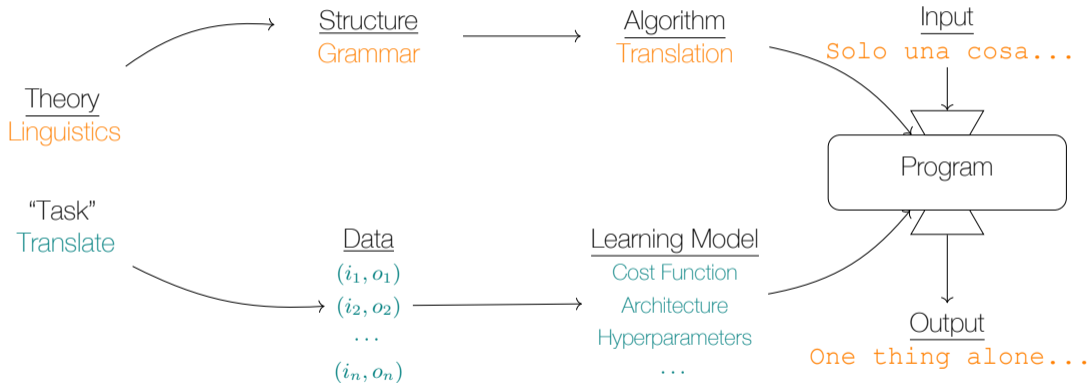 Structure
Grammar
Algorithm
Translation
Input
Solo una cosa...
Theory
Linguistics
Program
“Task”
Translate
Data
(i₁, o₁)
(i₂, o₂)
...
(iₙ, oₙ)
Learning Model
Cost Function
Architecture
Hyperparameters
...
Output
One thing alone...